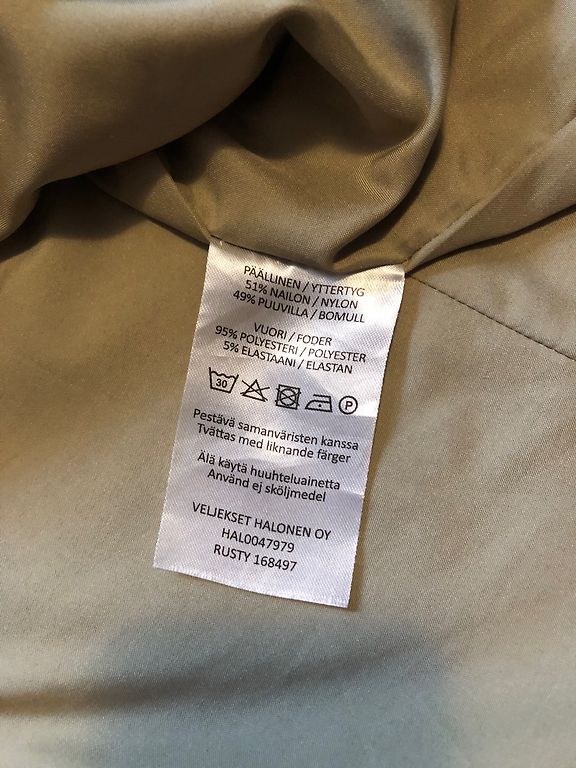 PÄÄLLINEN / YTTERTYG
51% NAILON / NYLON
49% PUUVILLA / BOMULL
VUORI / FODER
95% POLYESTERI / POLYESTER
5% ELASTAANI / ELASTAN
30 P
Pestävä samanväristen kanssa
Tvättas med liknande färger
Älä käytä huuhteluainetta
Använd ej sköljmedel
VELJEKSET HALONEN OY
HAL0047979
RUSTY 168497